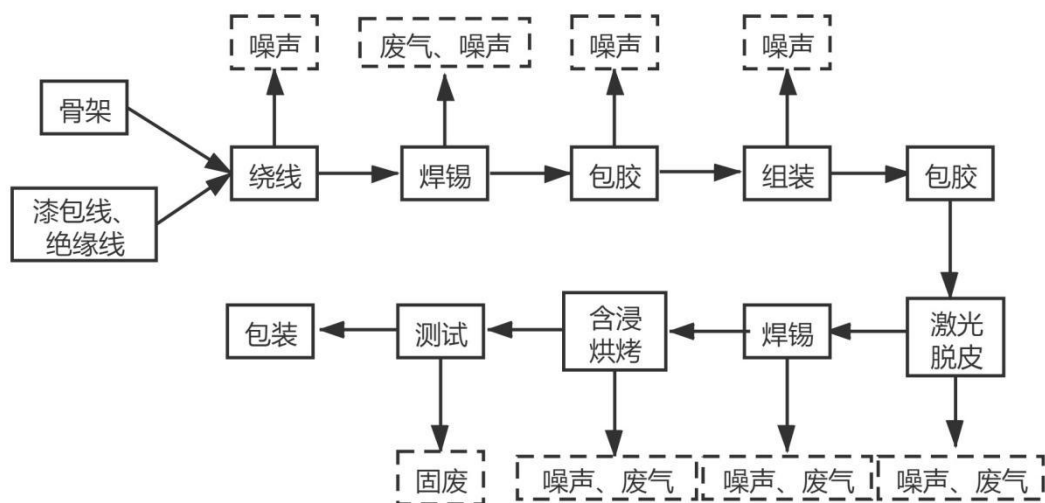 噪声
废气、噪声
噪声
噪声
骨架
绕线
焊锡
包胶
组装
包胶
漆包线、
绝缘线
包装
测试
含浸
烘烤
焊锡
激光
脱皮
固废
噪声、废气
噪声、废气
噪声、废气